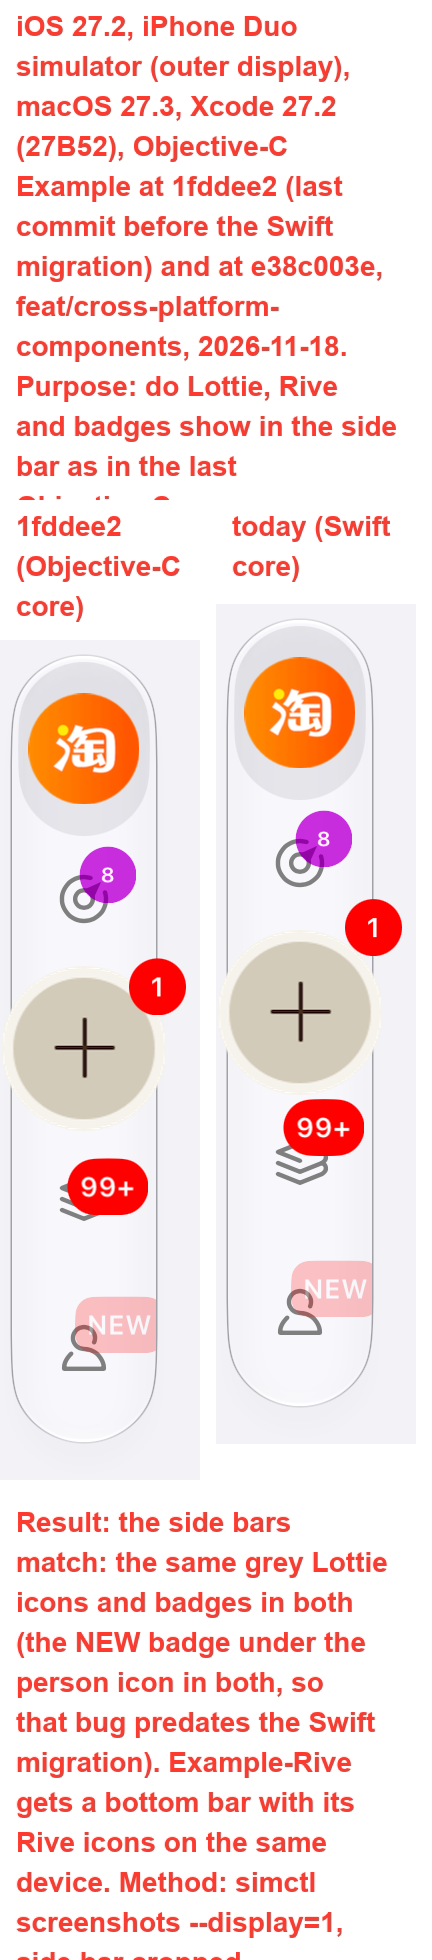 iOS 27.2, iPhone Duo
simulator (outer display),
macOS 27.3, Xcode 27.2
(27B52), Objective-C
Example at 1fddee2 (last
commit before the Swift
migration) and at e38c003e,
feat/cross-platform-
components, 2026-11-18.
Purpose: do Lottie, Rive
and badges show in the side
bar as in the last
1fddee2
(Objective-C
core)
today (Swift
core)
淘
8
1
99+
NEW
淘
8
1
99+
NEW
Result: the side bars
match: the same grey Lottie
icons and badges in both
(the NEW badge under the
person icon in both, so
that bug predates the Swift
migration). Example-Rive
gets a bottom bar with its
Rive icons on the same
device. Method: simctl
screenshots --display=1,
side bar cropped